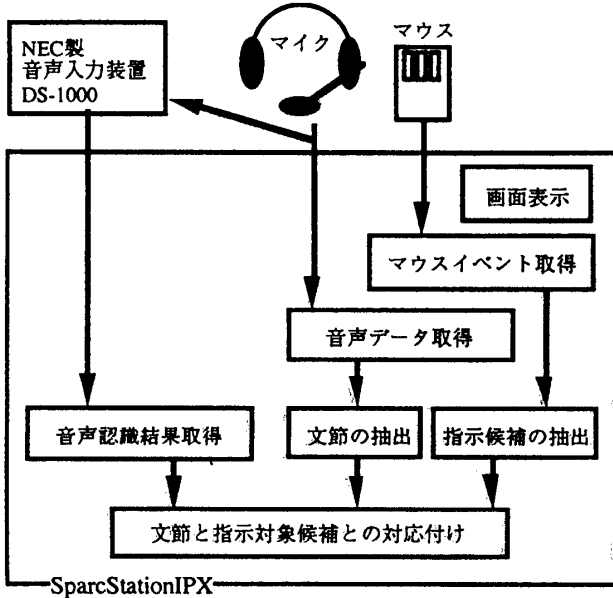 NEC製
音声入力装置
DS-1000
マイク
マウス
画面表示
マウスイベント取得
音声データ取得
音声認識結果取得
文節の抽出
指示候補の抽出
文節と指示対象候補との対応付け
SparcStationIPX